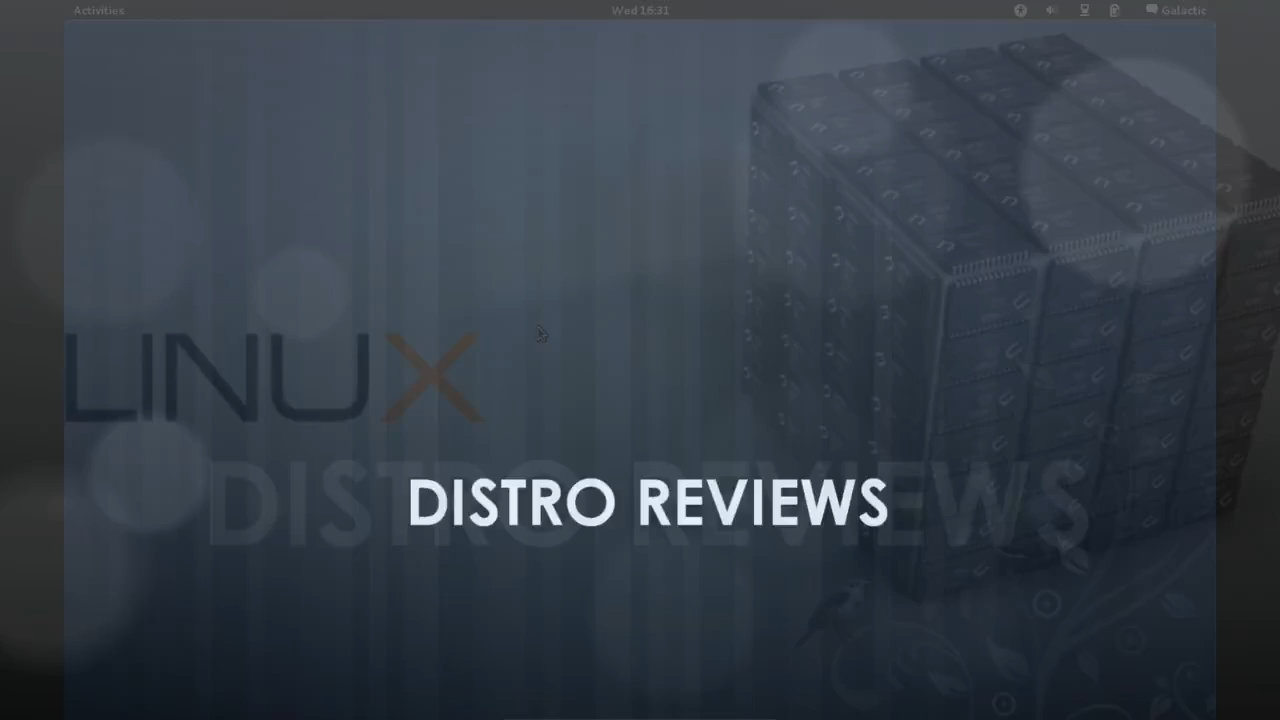 Activities
Wed 16:31
Galactic
LINUX
DISTRO REVIEWS
DISTRO REVIEWS